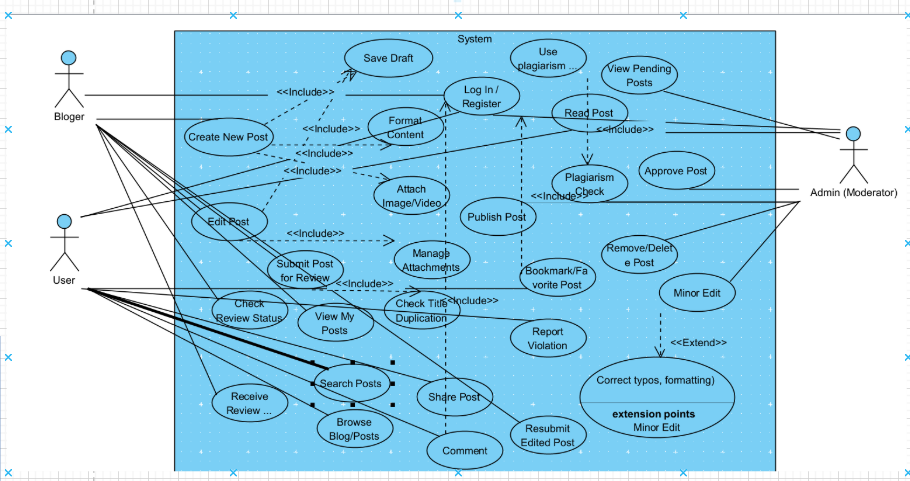 System
Save Draft
Use
plagiarism ...
View Pending
Posts
Bloger
<<Include>>
Log In /
Register
Read Post
Create New Post
<<Include>>
Format
Content
<<Include>>
<<Include>>
<<Include>>
Plagiarism
Check
Approve Post
Admin (Moderator)
Attach
Image/Video
<<Include>>
Edit Post
Publish Post
<<Include>>
User
Submit Post
for Review
Manage
Attachments
Remove/Delet
e Post
Bookmark/Fa
vorite Post
<<Include>>
Minor Edit
Check
Review Status
View My
Posts
Check Title
Duplication
<<Include>>
Report
Violation
<<Extend>>
Search Posts
Correct typos, formatting)
extension points
Minor Edit
Receive
Review ...
Share Post
Browse
Blog/Posts
Comment
Resubmit
Edited Post